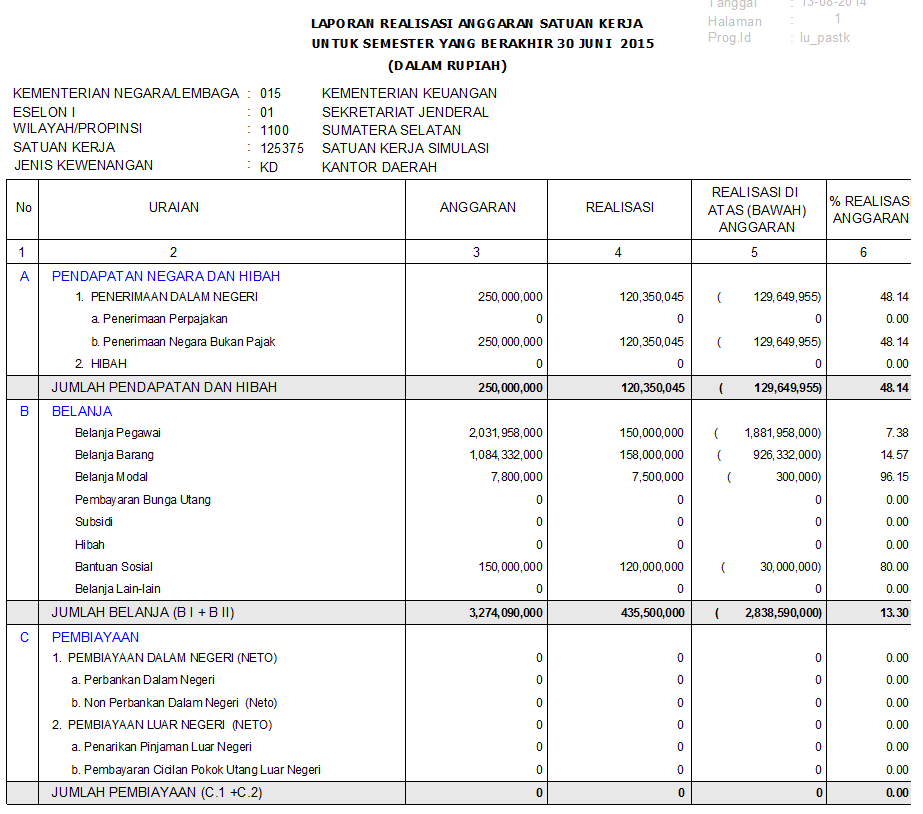 Tanggal : 13-08-2014
LAPORAN REALISASI ANGGARAN SATUAN KERJA
Halaman : 1
UNTUK SEMESTER YANG BERAKHIR 30 JUNI 2015
Prog.Id : lu_pastk
(DALAM RUPIAH)
KEMENTERIAN NEGARA/LEMBAGA : 015 KEMENTERIAN KEUANGAN
ESELON I : 01 SEKRETARIAT JENDERAL
WILAYAH/PROPINSI : 1100 SUMATERA SELATAN
SATUAN KERJA : 125375 SATUAN KERJA SIMULASI
JENIS KEWENANGAN : KD KANTOR DAERAH
No URAIAN ANGGARAN REALISASI REALISASI DI ATAS (BAWAH) ANGGARAN % REALISASI ANGGARAN
1 2 3 4 5 6
A PENDAPATAN NEGARA DAN HIBAH
1. PENERIMAAN DALAM NEGERI 250,000,000 120,350,045 ( 129,649,955) 48.14
a. Penerimaan Perpajakan 0 0 0 0.00
b. Penerimaan Negara Bukan Pajak 250,000,000 120,350,045 ( 129,649,955) 48.14
2. HIBAH 0 0 0 0.00
JUMLAH PENDAPATAN DAN HIBAH 250,000,000 120,350,045 ( 129,649,955) 48.14
B BELANJA
Belanja Pegawai 2,031,958,000 150,000,000 ( 1,881,958,000) 7.38
Belanja Barang 1,084,332,000 158,000,000 ( 926,332,000) 14.57
Belanja Modal 7,800,000 7,500,000 ( 300,000) 96.15
Pembayaran Bunga Utang 0 0 0 0.00
Subsidi 0 0 0 0.00
Hibah 0 0 0 0.00
Bantuan Sosial 150,000,000 120,000,000 ( 30,000,000) 80.00
Belanja Lain-lain 0 0 0 0.00
JUMLAH BELANJA (B I + B II) 3,274,090,000 435,500,000 ( 2,838,590,000) 13.30
C PEMBIAYAAN
1. PEMBIAYAAN DALAM NEGERI (NETO) 0 0 0 0.00
a. Perbankan Dalam Negeri 0 0 0 0.00
b. Non Perbankan Dalam Negeri (Neto) 0 0 0 0.00
2. PEMBIAYAAN LUAR NEGERI (NETO) 0 0 0 0.00
a. Penarikan Pinjaman Luar Negeri 0 0 0 0.00
b. Pembayaran Cicilan Pokok Utang Luar Negeri 0 0 0 0.00
JUMLAH PEMBIAYAAN (C.1 +C.2) 0 0 0 0.00